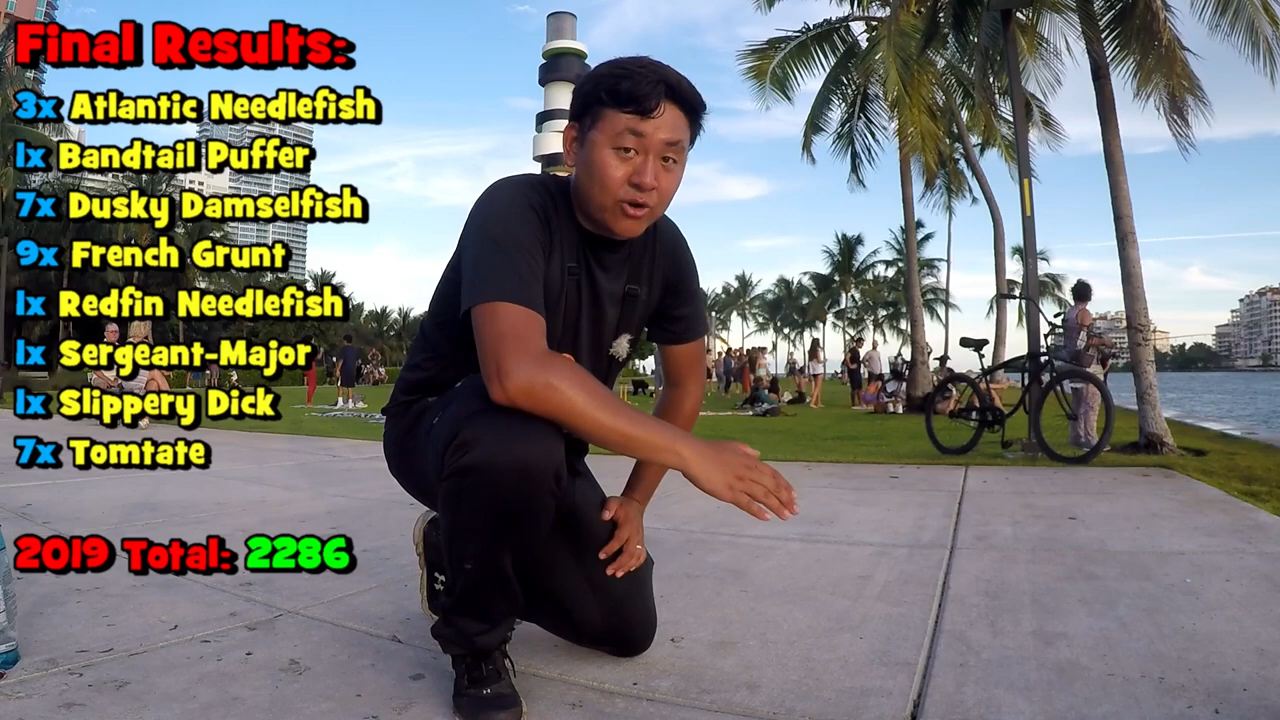 Final Results:
3x Atlantic Needlefish
1x Bandtail Puffer
7x Dusky Damselfish
9x French Grunt
1x Redfin Needlefish
1x Sergeant-Major
1x Slippery Dick
7x Tomtate
2019 Total: 2286